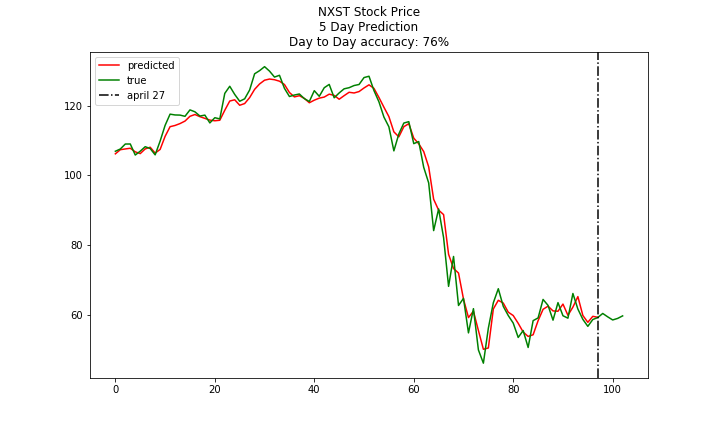 NXST Stock Price
5 Day Prediction
Day to Day accuracy: 76%
predicted
true
april 27
120
100
80
60
0
20
40
60
80
100